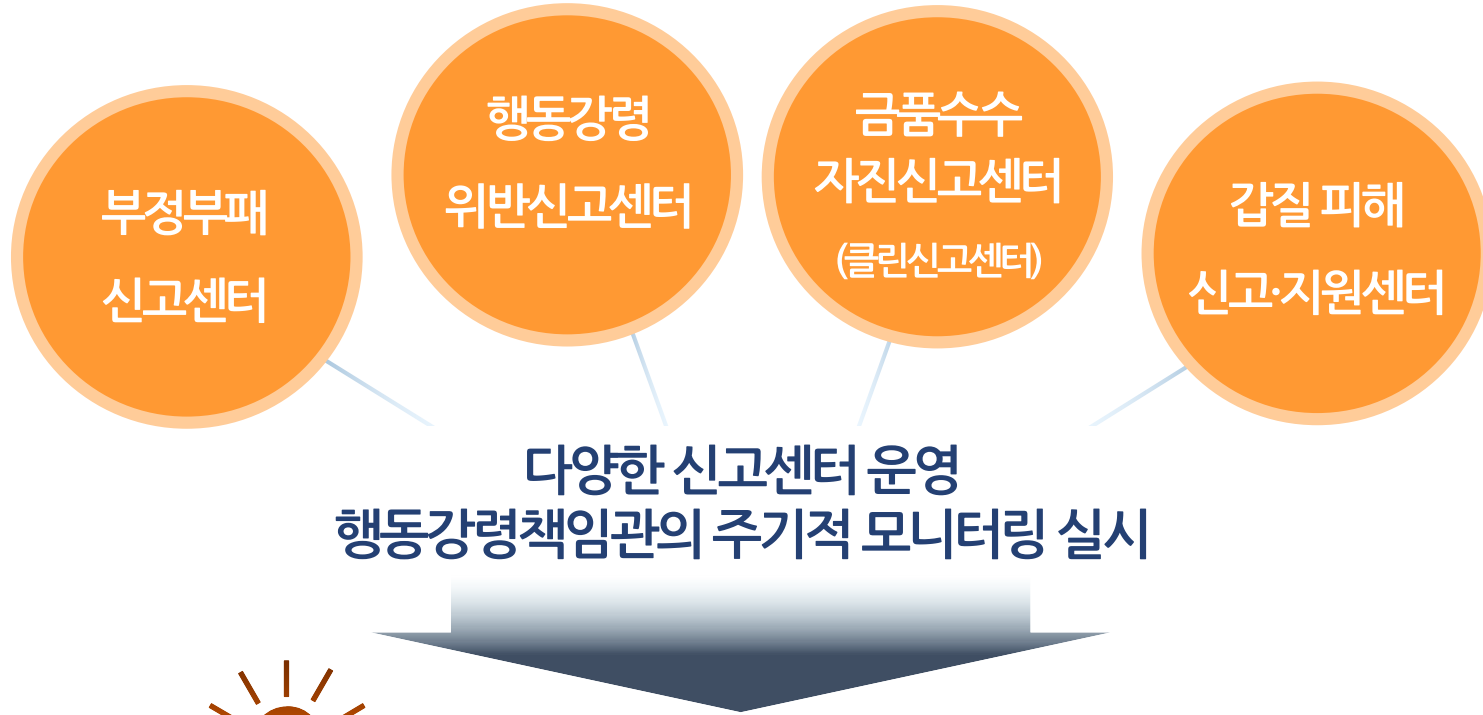 부정부패
신고센터
행동강령
위반신고센터
금품수수
자진신고센터
(클린신고센터)
갑질 피해
신고·지원센터
다양한 신고센터 운영
행동강령책임관의 주기적 모니터링 실시